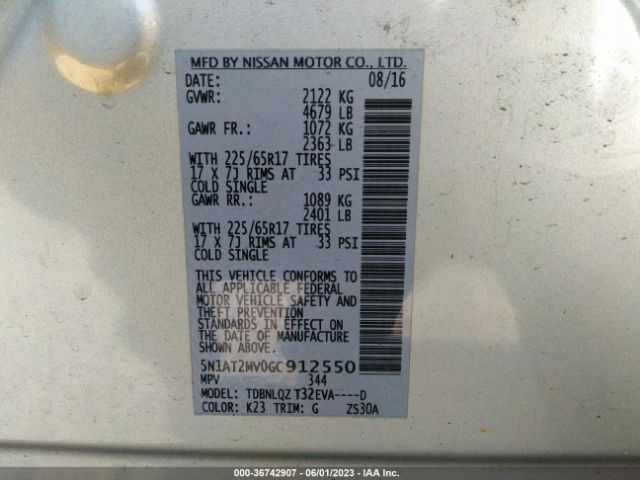 MFD BY NISSAN MOTOR CO., LTD.
DATE: 08/16
GVWR: 2122 KG
4679 LB
GAWR FR.: 1072 KG
2363 LB
WITH 225/65R17 TIRES
17 X 7J RIMS AT 33 PSI
COLD SINGLE
GAWR RR.: 1089 KG
2401 LB
WITH 225/65R17 TIRES
17 X 7J RIMS AT 33 PSI
COLD SINGLE
THIS VEHICLE CONFORMS TO
ALL APPLICABLE FEDERAL
MOTOR VEHICLE SAFETY AND
THEFT PREVENTION
STANDARDS IN EFFECT ON
THE DATE OF MANUFACTURE
SHOWN ABOVE.
5N1AT2MV0GC912550
MPV 344
MODEL: TDBNLQZ T32EVA----D
COLOR: K23 TRIM: G ZS30A
000-36742907 - 06/01/2023 - IAA Inc.